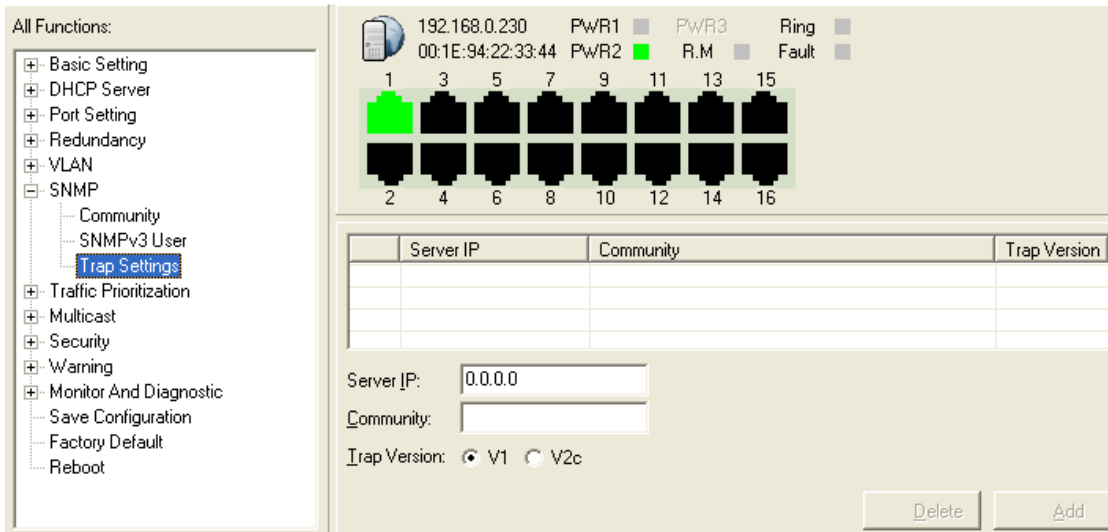 All Functions:
Basic Setting
DHCP Server
Port Setting
Redundancy
VLAN
SNMP
Community
SNMPv3 User
Trap Settings
Traffic Prioritization
Multicast
Security
Warning
Monitor And Diagnostic
Save Configuration
Factory Default
Reboot
192.168.0.230 PWR1 PWR3 Ring
00:1E:94:22:33:44 PWR2 R.M Fault
1 3 5 7 9 11 13 15
2 4 6 8 10 12 14 16
Server IP Community Trap Version
Server IP: 0.0.0.0
Community:
Trap Version: V1 V2c
Delete Add